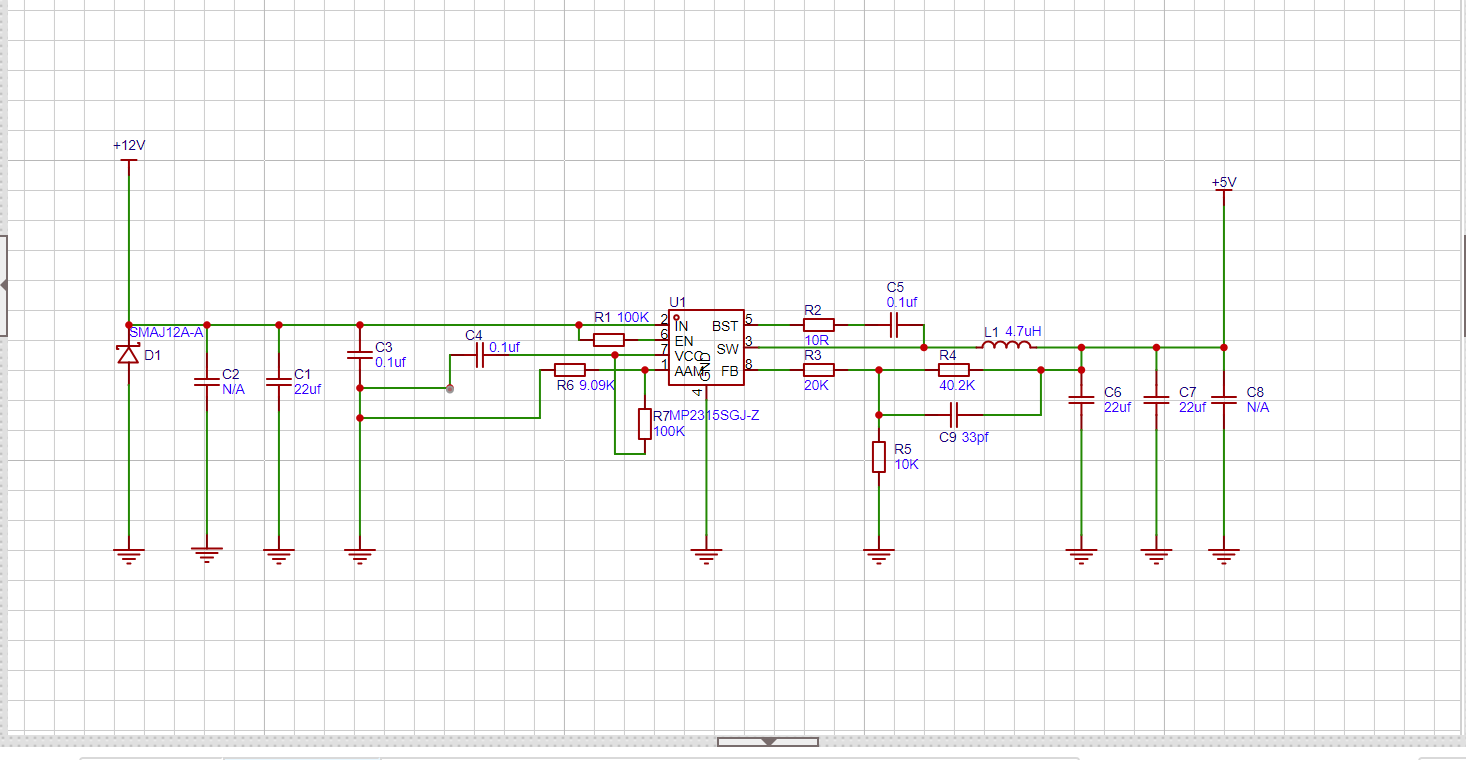 +12V
+5V
SMAJ12A-A
D1
C2
N/A
C1
22uf
C3
0.1uf
C4
0.1uf
R1 100K
R6 9.09K
R7
100K
U1
2
IN
6
EN
7
VCC
1
AAM
BST
5
SW
3
FB
8
GND
4
MP2315SGJ-Z
R2
10R
C5
0.1uf
R3
20K
L1 4.7uH
R4
40.2K
C9 33pf
R5
10K
C6
22uf
C7
22uf
C8
N/A